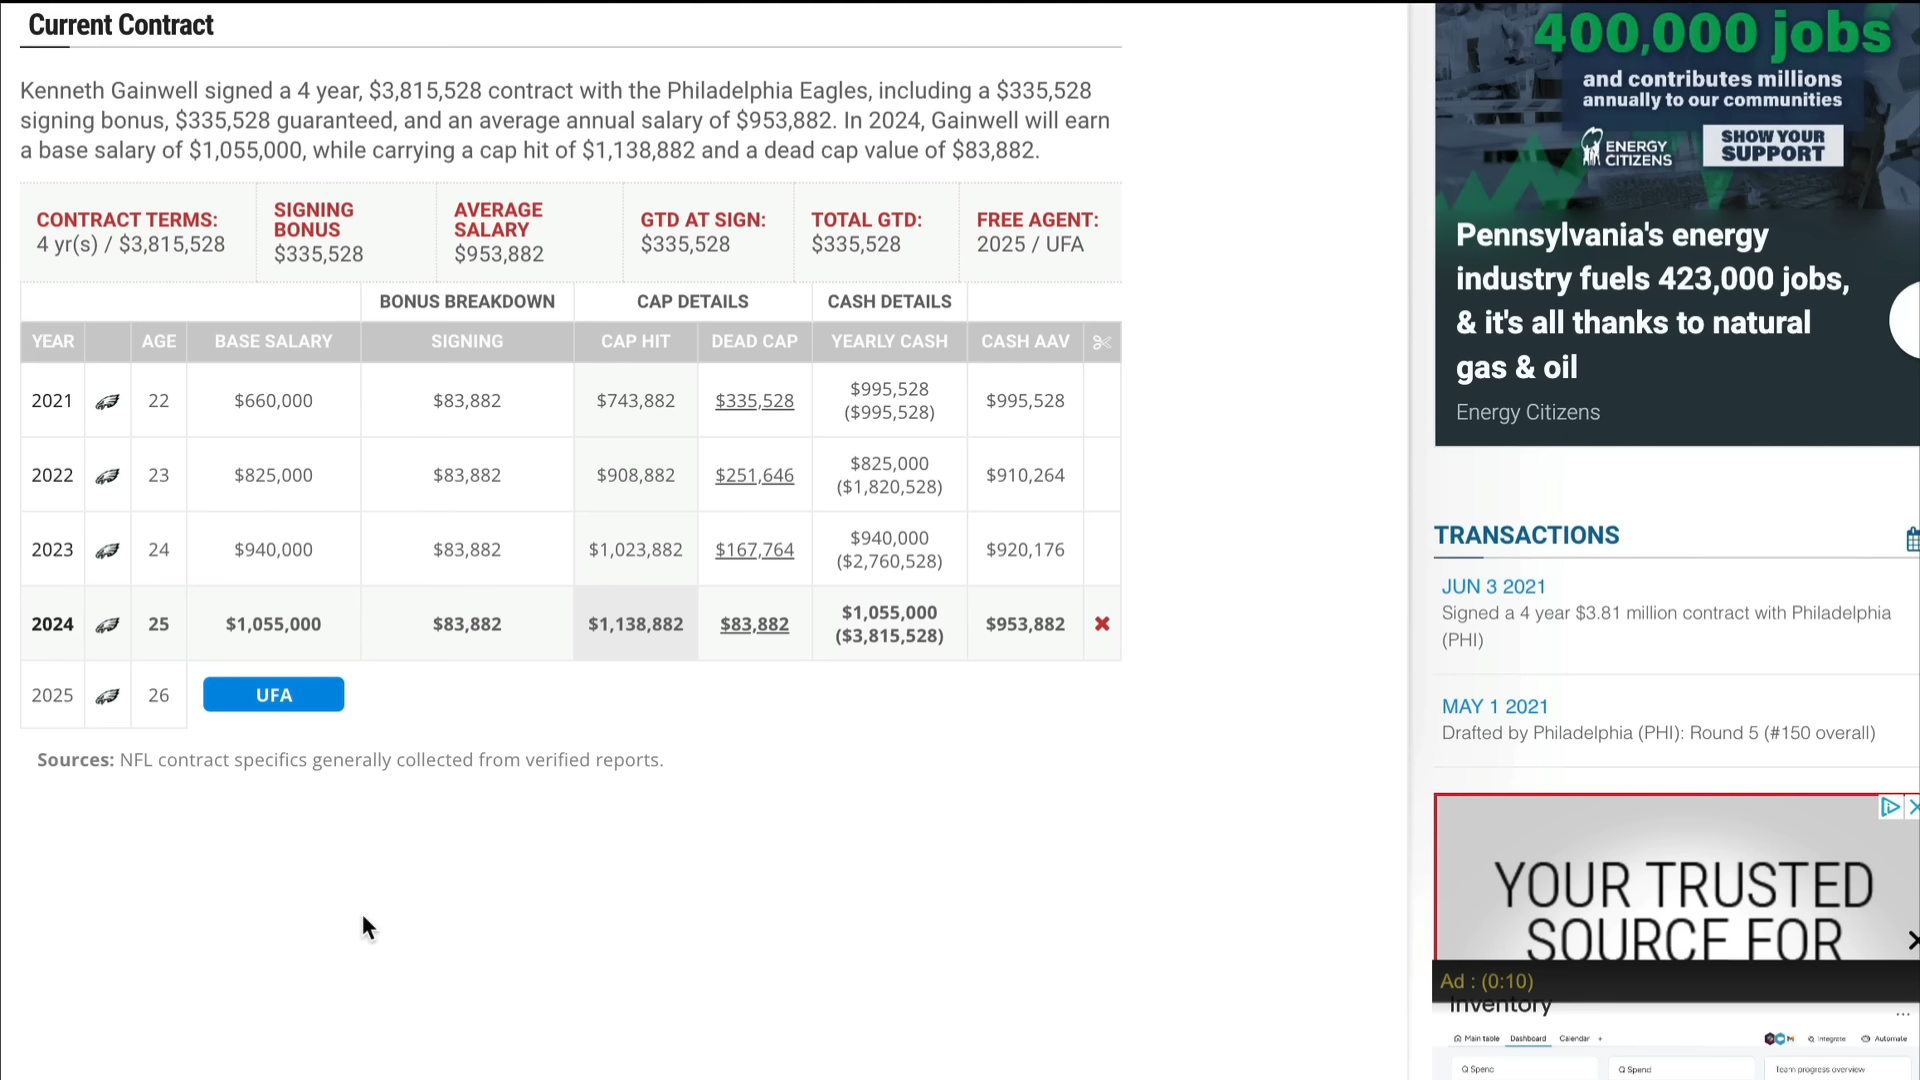 Current Contract
Kenneth Gainwell signed a 4 year, $3,815,528 contract with the Philadelphia Eagles, including a $335,528
signing bonus, $335,528 guaranteed, and an average annual salary of $953,882. In 2024, Gainwell will earn
a base salary of $1,055,000, while carrying a cap hit of $1,138,882 and a dead cap value of $83,882.
CONTRACT TERMS:
4 yr(s) / $3,815,528
SIGNING
BONUS
$335,528
AVERAGE
SALARY
$953,882
GTD AT SIGN:
$335,528
TOTAL GTD:
$335,528
FREE AGENT:
2025 / UFA
BONUS BREAKDOWN CAP DETAILS CASH DETAILS
YEAR AGE BASE SALARY SIGNING CAP HIT DEAD CAP YEARLY CASH CASH AAV
2021 22 $660,000 $83,882 $743,882 $335,528 $995,528 ($995,528) $995,528
2022 23 $825,000 $83,882 $908,882 $251,646 $825,000 ($1,820,528) $910,264
2023 24 $940,000 $83,882 $1,023,882 $167,764 $940,000 ($2,760,528) $920,176
2024 25 $1,055,000 $83,882 $1,138,882 $83,882 $1,055,000 ($3,815,528) $953,882
2025 26 UFA
Sources: NFL contract specifics generally collected from verified reports.
400,000 jobs
and contributes millions
annually to our communities
ENERGY
CITIZENS
SHOW YOUR
SUPPORT
Pennsylvania's energy
industry fuels 423,000 jobs,
& it's all thanks to natural
gas & oil
Energy Citizens
TRANSACTIONS
JUN 3 2021
Signed a 4 year $3.81 million contract with Philadelphia
(PHI)
MAY 1 2021
Drafted by Philadelphia (PHI): Round 5 (#150 overall)
YOUR TRUSTED
SOURCE FOR
Ad : (0:10)
Inventory
Main table Dashboard Calendar + Integrate Automate
Q Spend Q Spend Team progress overview